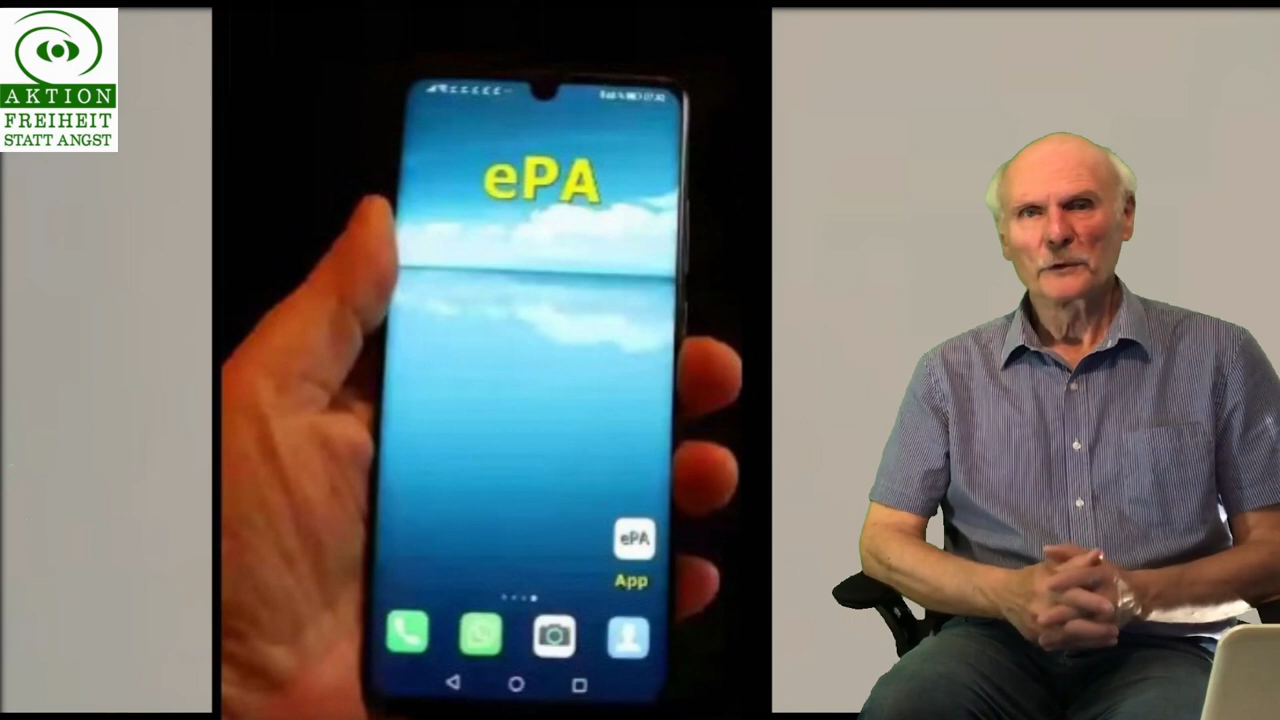 AKTION
FREIHEIT
STATT ANGST
ePA
ePA
App